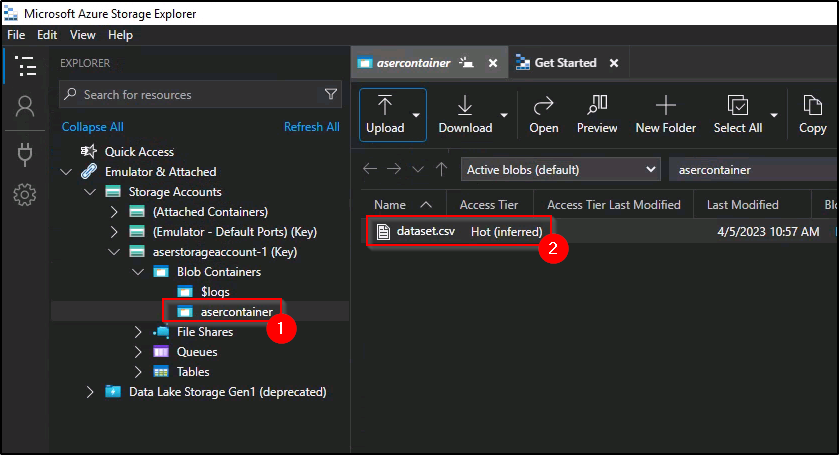 Microsoft Azure Storage Explorer
File Edit View Help
EXPLORER
Search for resources
Collapse All Refresh All
Quick Access
Emulator & Attached
Storage Accounts
(Attached Containers)
(Emulator - Default Ports) (Key)
aserstorageaccount-1 (Key)
Blob Containers
$logs
asercontainer
1
File Shares
Queues
Tables
Data Lake Storage Gen1 (deprecated)
asercontainer Get Started
Upload Download Open Preview New Folder Select All Copy
Active blobs (default) asercontainer
Name Access Tier Access Tier Last Modified Last Modified Blo
dataset.csv Hot (inferred) 4/5/2023 10:57 AM
2